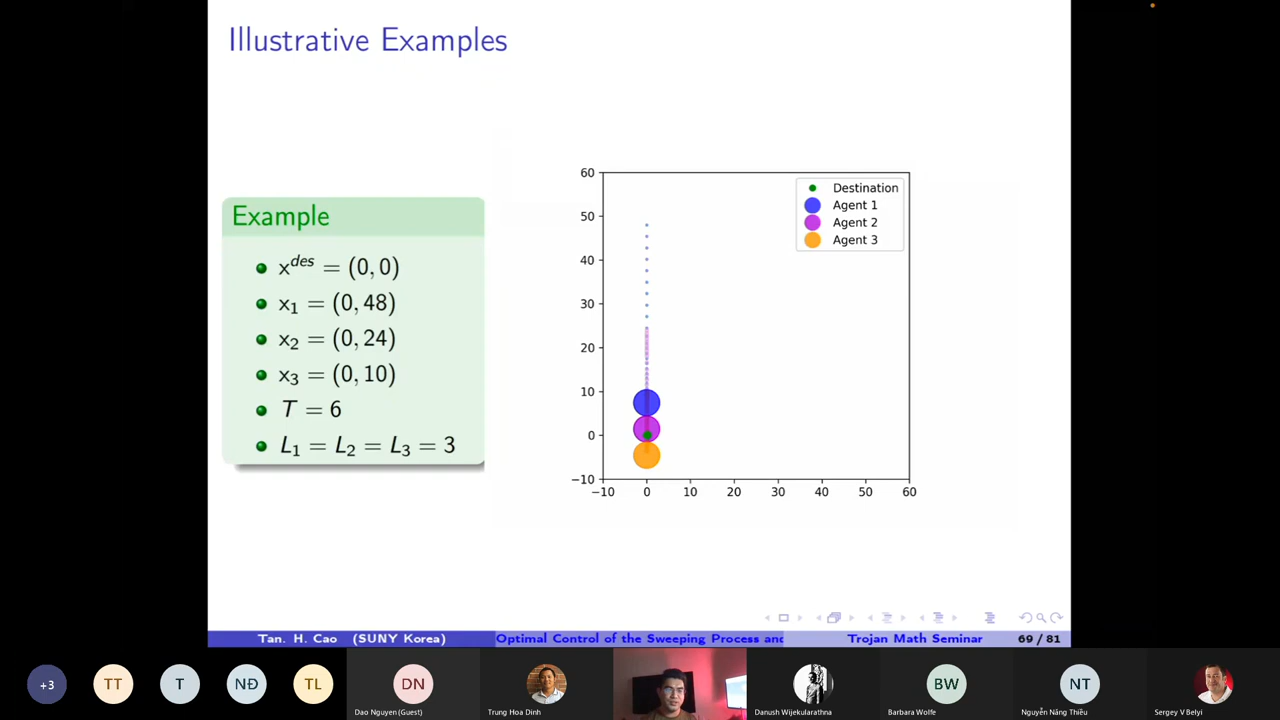 Illustrative Examples
Example
x^des = (0, 0)
x₁ = (0, 48)
x₂ = (0, 24)
x₃ = (0, 10)
T = 6
L₁ = L₂ = L₃ = 3
60
50
40
30
20
10
0
−10
−10 0 10 20 30 40 50 60
Destination
Agent 1
Agent 2
Agent 3
Tan. H. Cao (SUNY Korea) Optimal Control of the Sweeping Process and Trojan Math Seminar 69 / 81
+3 TT T NĐ TL DN BW NT
Dao Nguyen (Guest) Trung Hoa Dinh Danush Wijekularathna Barbara Wolfe Nguyễn Năng Thiều Sergey V Belyi